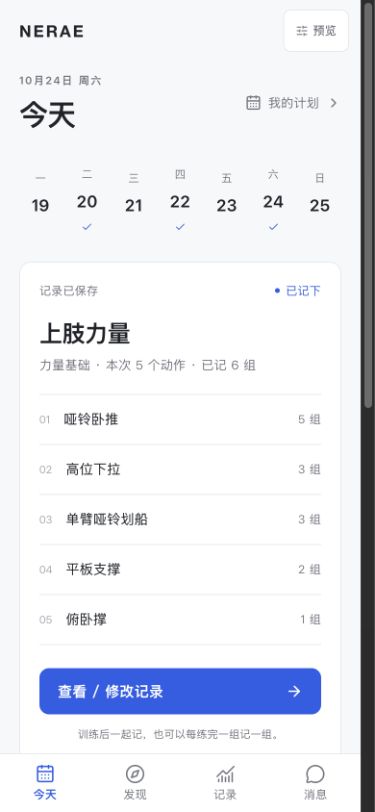 NERAE
预览
10月24日 周六
今天
我的计划
一 二 三 四 五 六 日
19 20 21 22 23 24 25
记录已保存
已记下
上肢力量
力量基础 · 本次 5 个动作 · 已记 6 组
01 哑铃卧推 5 组
02 高位下拉 3 组
03 单臂哑铃划船 3 组
04 平板支撑 2 组
05 俯卧撑 1 组
查看 / 修改记录
训练后一起记，也可以每练完一组记一组。
今天 发现 记录 消息